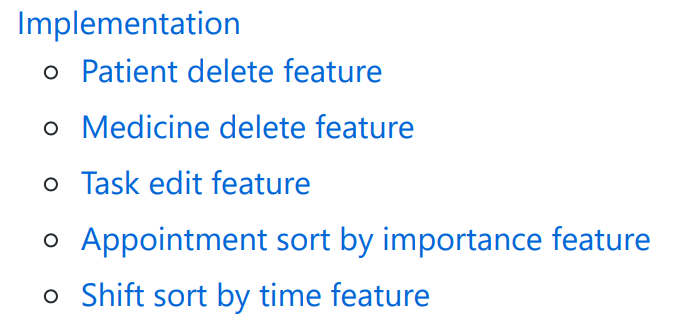 Implementation
Patient delete feature
Medicine delete feature
Task edit feature
Appointment sort by importance feature
Shift sort by time feature